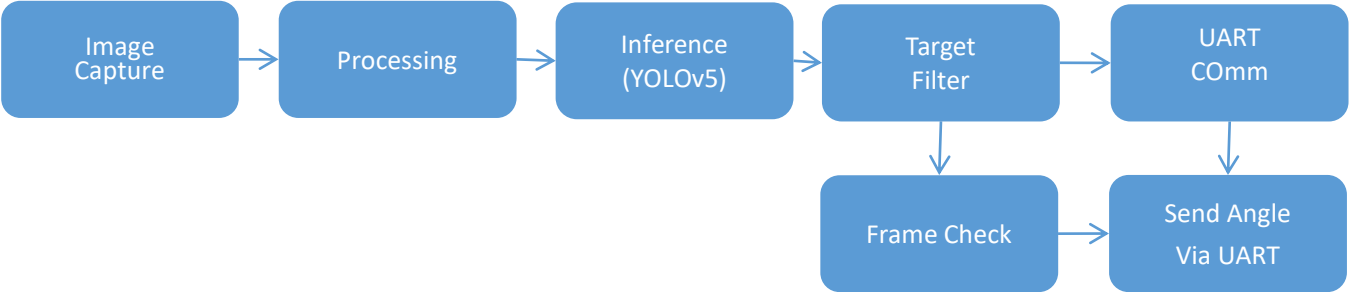 Image
Capture
Processing
Inference
(YOLOv5)
Target
Filter
UART
COmm
Frame Check
Send Angle
Via UART